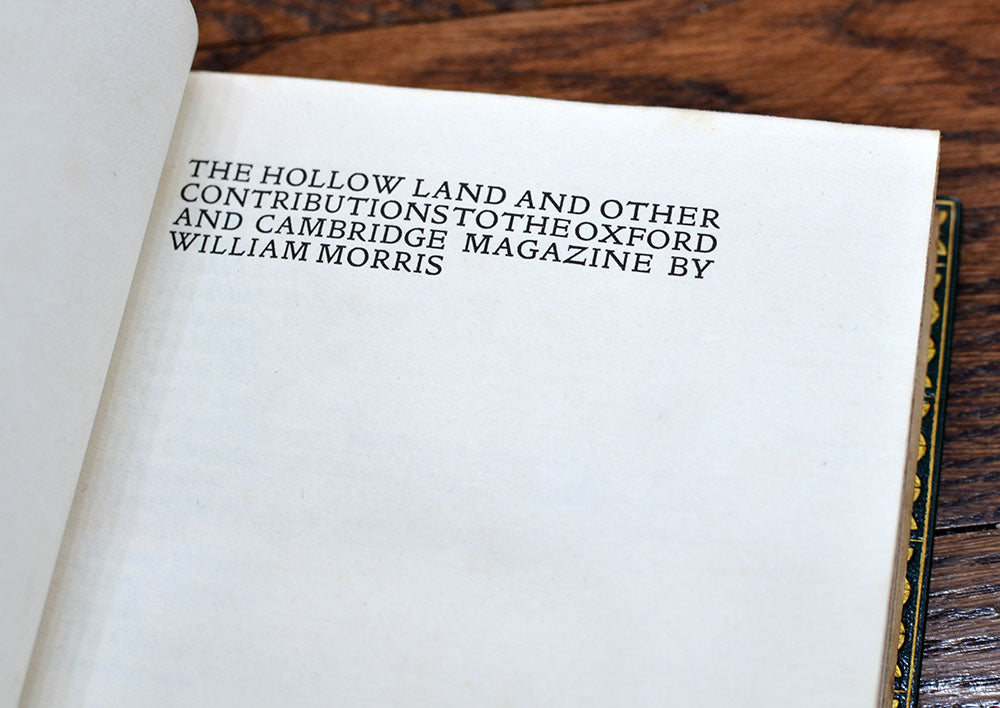 THE HOLLOW LAND AND OTHER
CONTRIBUTIONS TO THE OXFORD
AND CAMBRIDGE MAGAZINE BY
WILLIAM MORRIS